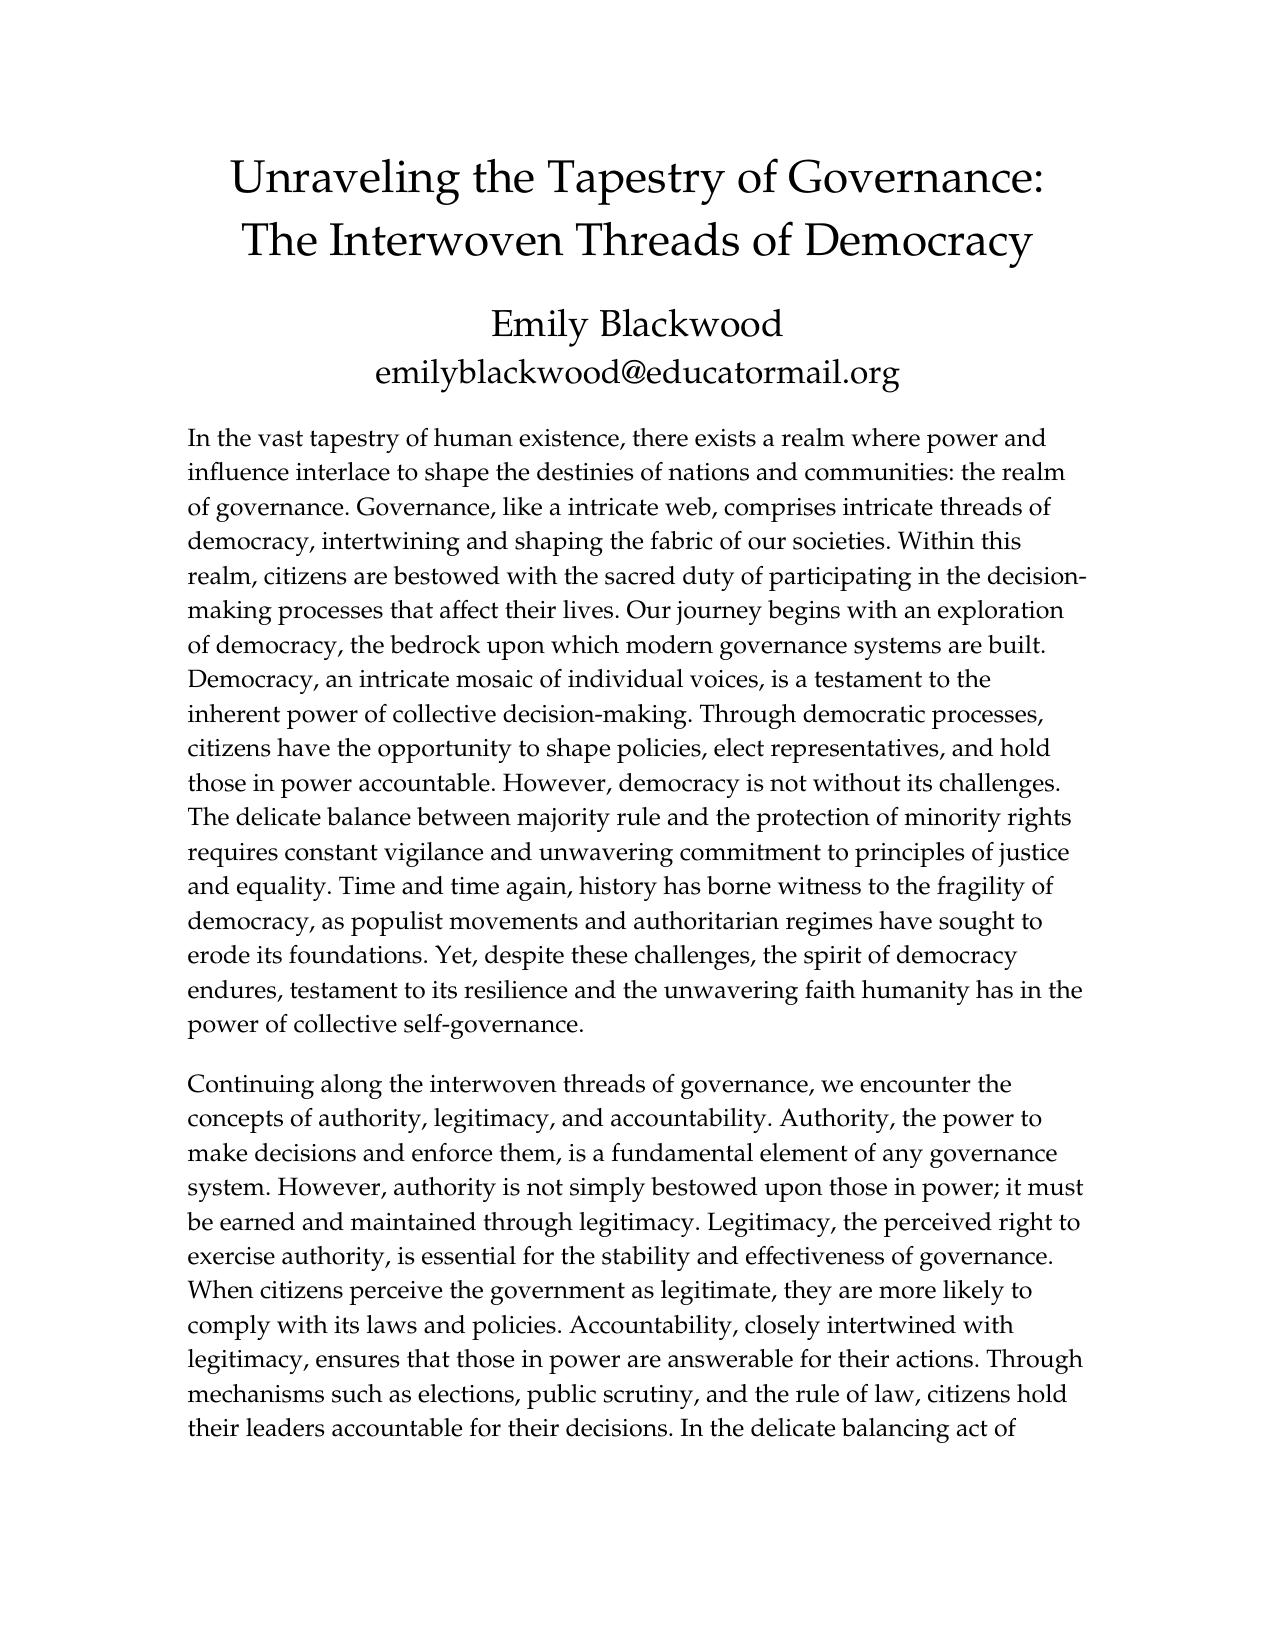 Unraveling the Tapestry of Governance:
The Interwoven Threads of Democracy
Emily Blackwood
emilyblackwood@educatormail.org
In the vast tapestry of human existence, there exists a realm where power and
influence interlace to shape the destinies of nations and communities: the realm
of governance. Governance, like a intricate web, comprises intricate threads of
democracy, intertwining and shaping the fabric of our societies. Within this
realm, citizens are bestowed with the sacred duty of participating in the decision-
making processes that affect their lives. Our journey begins with an exploration
of democracy, the bedrock upon which modern governance systems are built.
Democracy, an intricate mosaic of individual voices, is a testament to the
inherent power of collective decision-making. Through democratic processes,
citizens have the opportunity to shape policies, elect representatives, and hold
those in power accountable. However, democracy is not without its challenges.
The delicate balance between majority rule and the protection of minority rights
requires constant vigilance and unwavering commitment to principles of justice
and equality. Time and time again, history has borne witness to the fragility of
democracy, as populist movements and authoritarian regimes have sought to
erode its foundations. Yet, despite these challenges, the spirit of democracy
endures, testament to its resilience and the unwavering faith humanity has in the
power of collective self-governance.
Continuing along the interwoven threads of governance, we encounter the
concepts of authority, legitimacy, and accountability. Authority, the power to
make decisions and enforce them, is a fundamental element of any governance
system. However, authority is not simply bestowed upon those in power; it must
be earned and maintained through legitimacy. Legitimacy, the perceived right to
exercise authority, is essential for the stability and effectiveness of governance.
When citizens perceive the government as legitimate, they are more likely to
comply with its laws and policies. Accountability, closely intertwined with
legitimacy, ensures that those in power are answerable for their actions. Through
mechanisms such as elections, public scrutiny, and the rule of law, citizens hold
their leaders accountable for their decisions. In the delicate balancing act of